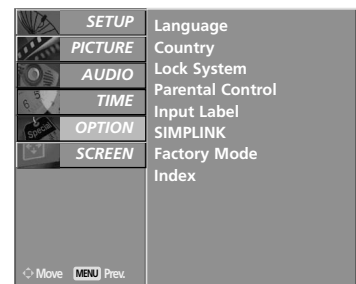 SETUP
PICTURE
AUDIO
TIME
OPTION
SCREEN
Language
Country
Lock System
Parental Control
Input Label
SIMPLINK
Factory Mode
Index
Move MENU Prev.
Special